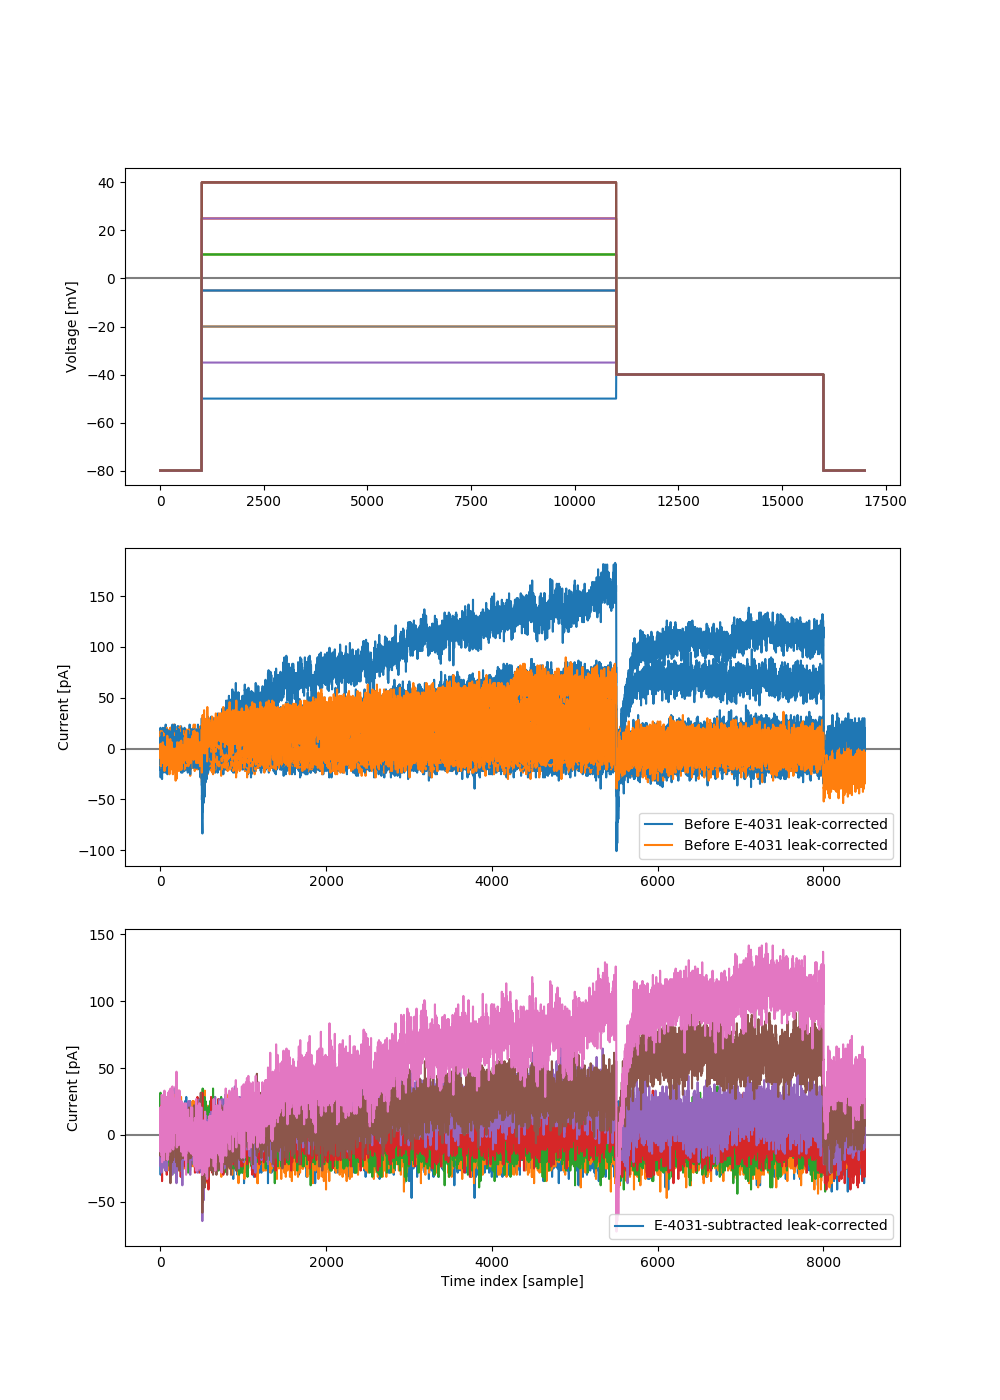 40
20
0
−20
−40
−60
−80
Voltage [mV]
0 2500 5000 7500 10000 12500 15000 17500
150
100
50
0
−50
−100
Current [pA]
Before E-4031 leak-corrected
Before E-4031 leak-corrected
0 2000 4000 6000 8000
150
100
50
0
−50
Current [pA]
E-4031-subtracted leak-corrected
0 2000 4000 6000 8000
Time index [sample]